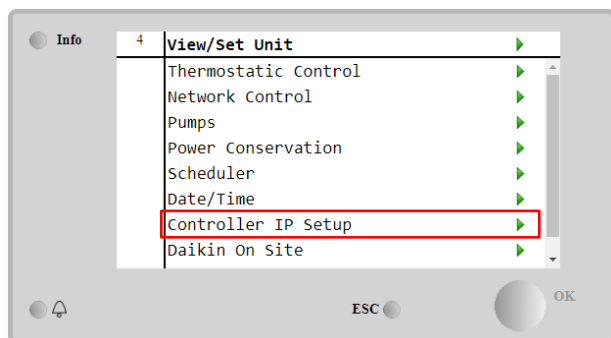 Info
4 View/Set Unit
Thermostatic Control
Network Control
Pumps
Power Conservation
Scheduler
Date/Time
Controller IP Setup
Daikin On Site
ESC
OK